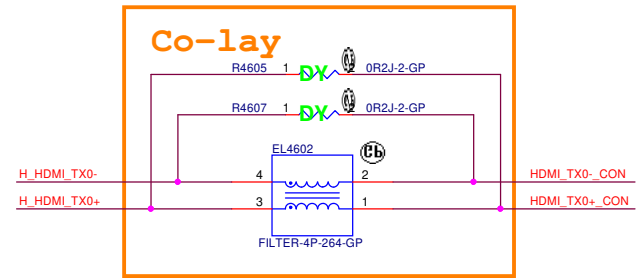 Co-lay
R4605 1 DY 2 0R2J-2-GP
R4607 1 DY 2 0R2J-2-GP
EL4602
H_HDMI_TX0- 4 2 HDMI_TX0-_CON
H_HDMI_TX0+ 3 1 HDMI_TX0+_CON
FILTER-4P-264-GP